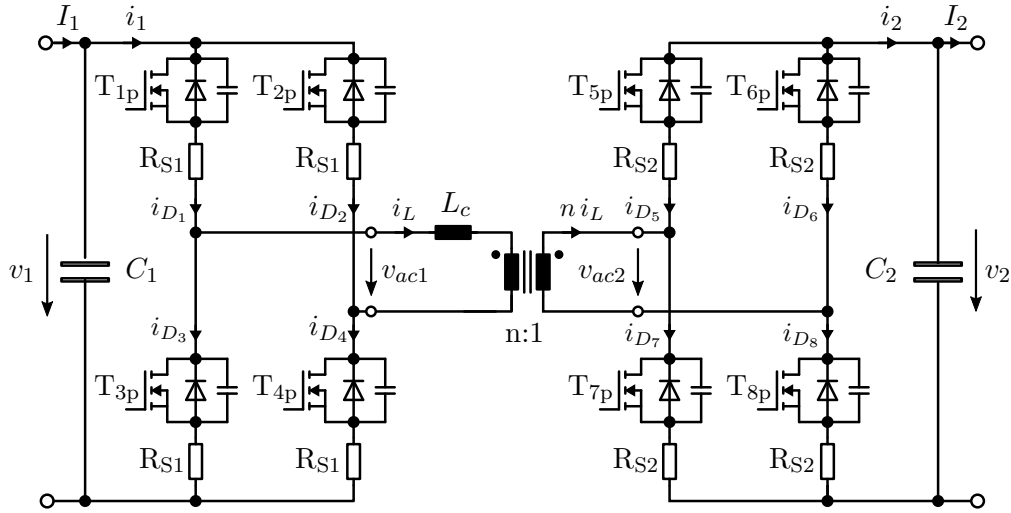 I1 i1 i2 I2
T1p T2p T5p T6p
RS1 RS1 RS2 RS2
iD1 iD2 iL Lc n iL iD5 iD6
v1 C1 vac1 vac2 C2 v2
n:1
iD3 iD4 iD7 iD8
T3p T4p T7p T8p
RS1 RS1 RS2 RS2